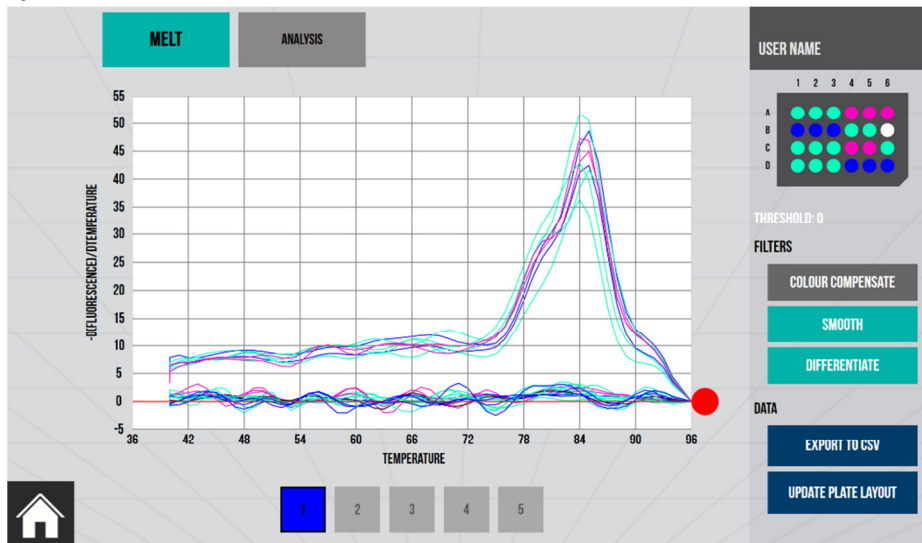 MELT
ANALYSIS
USER NAME
1 2 3 4 5 6
A
B
C
D
THRESHOLD: 0
FILTERS
COLOUR COMPENSATE
SMOOTH
DIFFERENTIATE
DATA
EXPORT TO CSV
UPDATE PLATE LAYOUT
-D(FLUORESCENCE)/DTEMPERATURE
55
50
45
40
35
30
25
20
15
10
5
0
-5
36 42 48 54 60 66 72 78 84 90 96
TEMPERATURE
1 2 3 4 5